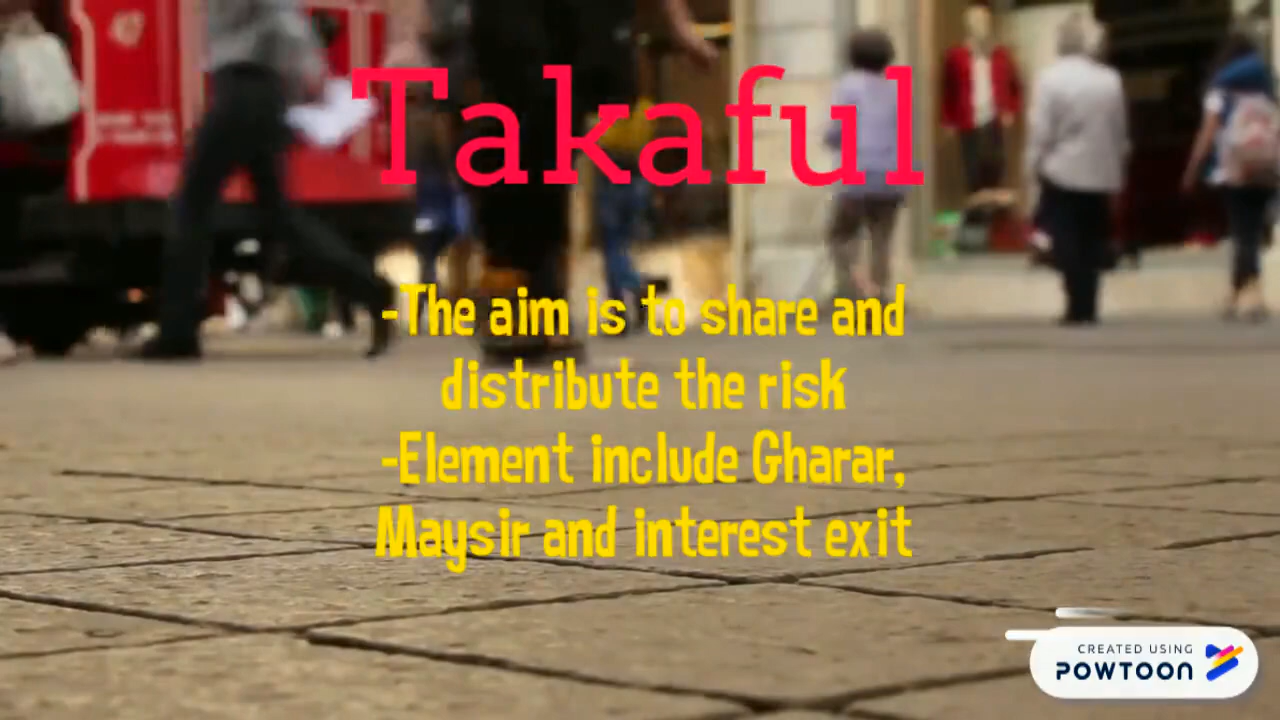 Takaful
-The aim is to share and
distribute the risk
-Element include Gharar,
Maysir and interest exit
CREATED USING
POWTOON
47